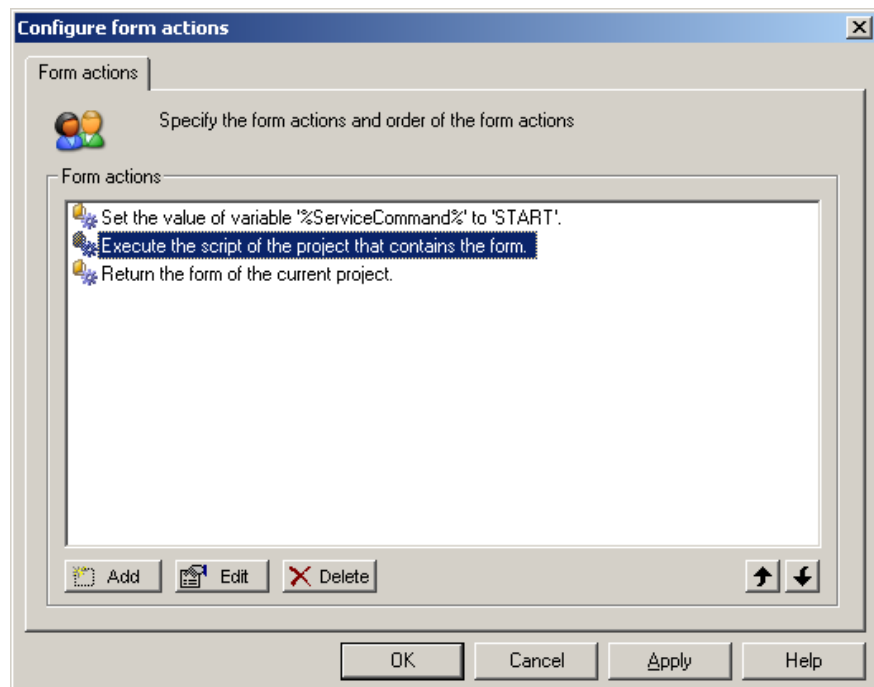 Configure form actions
Form actions
Specify the form actions and order of the form actions
Form actions
Set the value of variable '%ServiceCommand%' to 'START'.
Execute the script of the project that contains the form.
Return the form of the current project.
Add Edit Delete
OK Cancel Apply Help